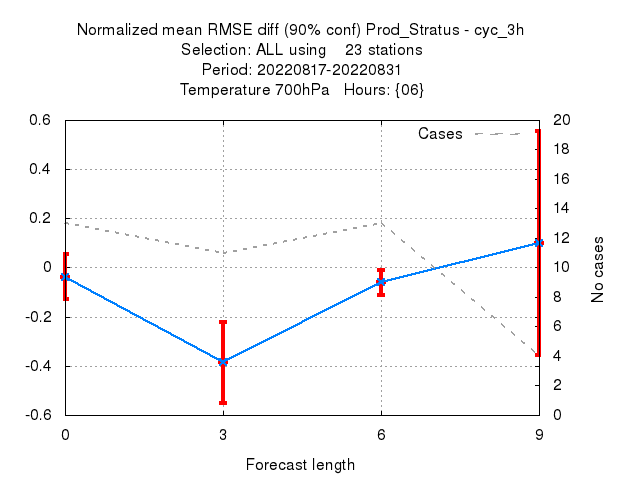 Normalized mean RMSE diff (90% conf) Prod_Stratus - cyc_3h
Selection: ALL using 23 stations
Period: 20220817-20220831
Temperature 700hPa Hours: {06}
Cases
0.6
0.4
0.2
0
-0.2
-0.4
-0.6
20
18
16
14
12
10
8
6
4
2
0
No cases
0 3 6 9
Forecast length